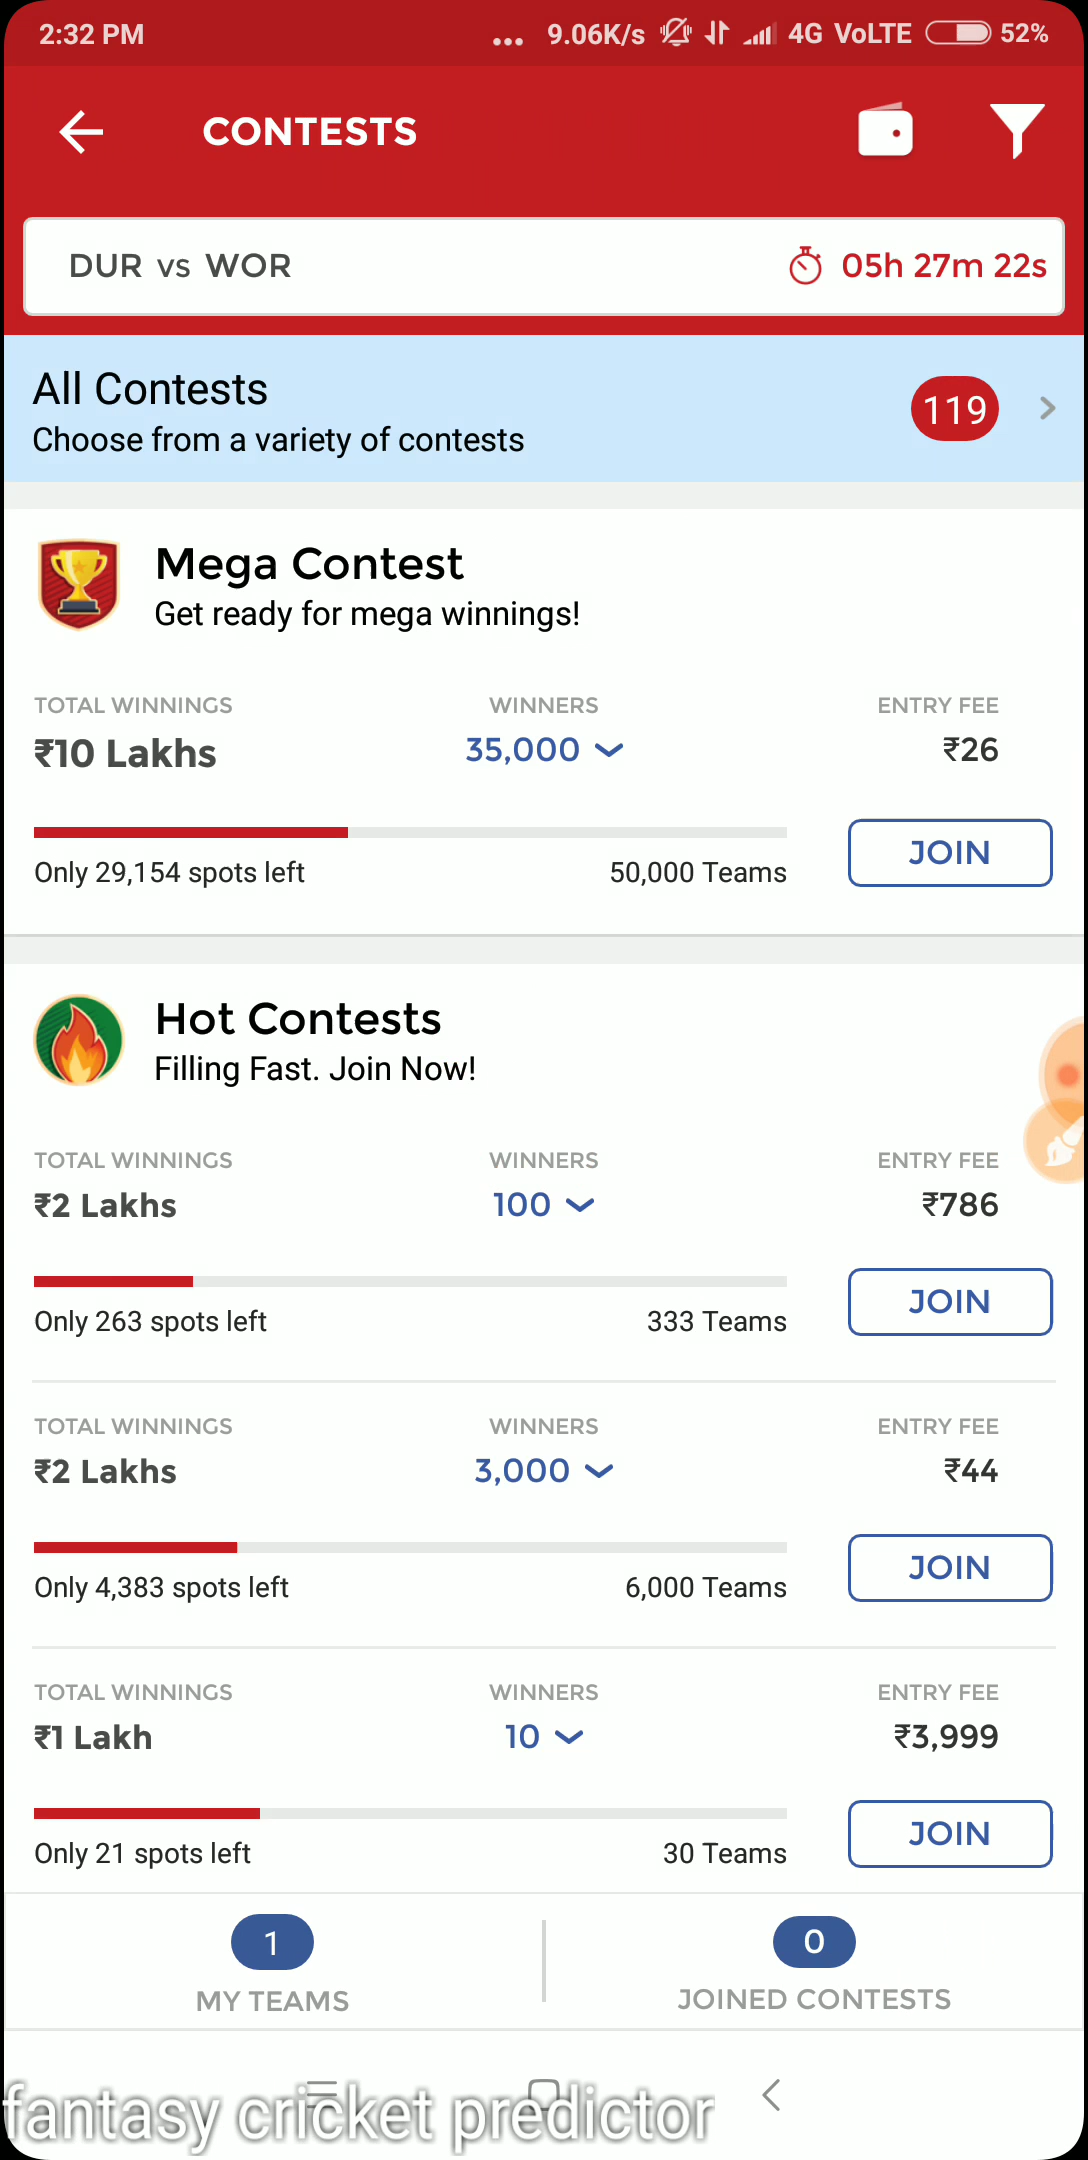 2:32 PM
... 9.06K/s 4G VoLTE 52%
CONTESTS
DUR vs WOR
05h 27m 22s
All Contests
119
Choose from a variety of contests
Mega Contest
Get ready for mega winnings!
TOTAL WINNINGS WINNERS ENTRY FEE
₹10 Lakhs 35,000 ₹26
JOIN
Only 29,154 spots left 50,000 Teams
Hot Contests
Filling Fast. Join Now!
TOTAL WINNINGS WINNERS ENTRY FEE
₹2 Lakhs 100 ₹786
JOIN
Only 263 spots left 333 Teams
TOTAL WINNINGS WINNERS ENTRY FEE
₹2 Lakhs 3,000 ₹44
JOIN
Only 4,383 spots left 6,000 Teams
TOTAL WINNINGS WINNERS ENTRY FEE
₹1 Lakh 10 ₹3,999
JOIN
Only 21 spots left 30 Teams
1 0
MY TEAMS JOINED CONTESTS
fantasy cricket predictor